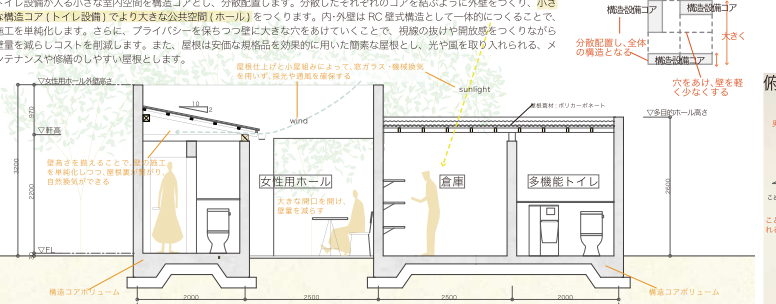 トイレ設備が入る小さな室内空間を構造コアとし、分散配置します。分散したそれぞれのコアを結ぶように外壁をつくり、小さ
な構造コア(トイレ設備)でより大きな公共空間(ホール)をつくります。内・外壁はRC壁式構造として一体的につくることで、
施工を単純化します。さらに、プライバシーを保ちつつ壁に大きな穴をあけていくことで、視線の抜けや開放感をつくりながら
壁量を減らしコストを削減します。また、屋根は安価な規格品を効果的に用いた簡素な屋根とし、光や風を取り入れられる、メ
ンテナンスや修繕のしやすい屋根とします。
構造設備コア
構造設備コア
大きく
分散配置し、全体
の構造となる
構造設備コア
穴をあけ、壁を軽
く少なくする
屋根仕上げと小屋組みによって、窓ガラス・機械換気
を用いず、採光や通風を確保する
▽女性用ホール外壁高さ
sunlight
屋根資材:ポリカーボネート
10
2
wind
▽多目的ホール高さ
970
▽軒高
壁高さを揃えることで、壁の施工
を単純化しつつ、屋根裏が繋がり、
自然換気ができる
女性用ホール
倉庫
多機能トイレ
大きな開口を開け、
壁量を減らす
3200
2200
2600
▽FL
構造コアボリューム
構造コアボリューム
2000
2500
2500
2000
俯